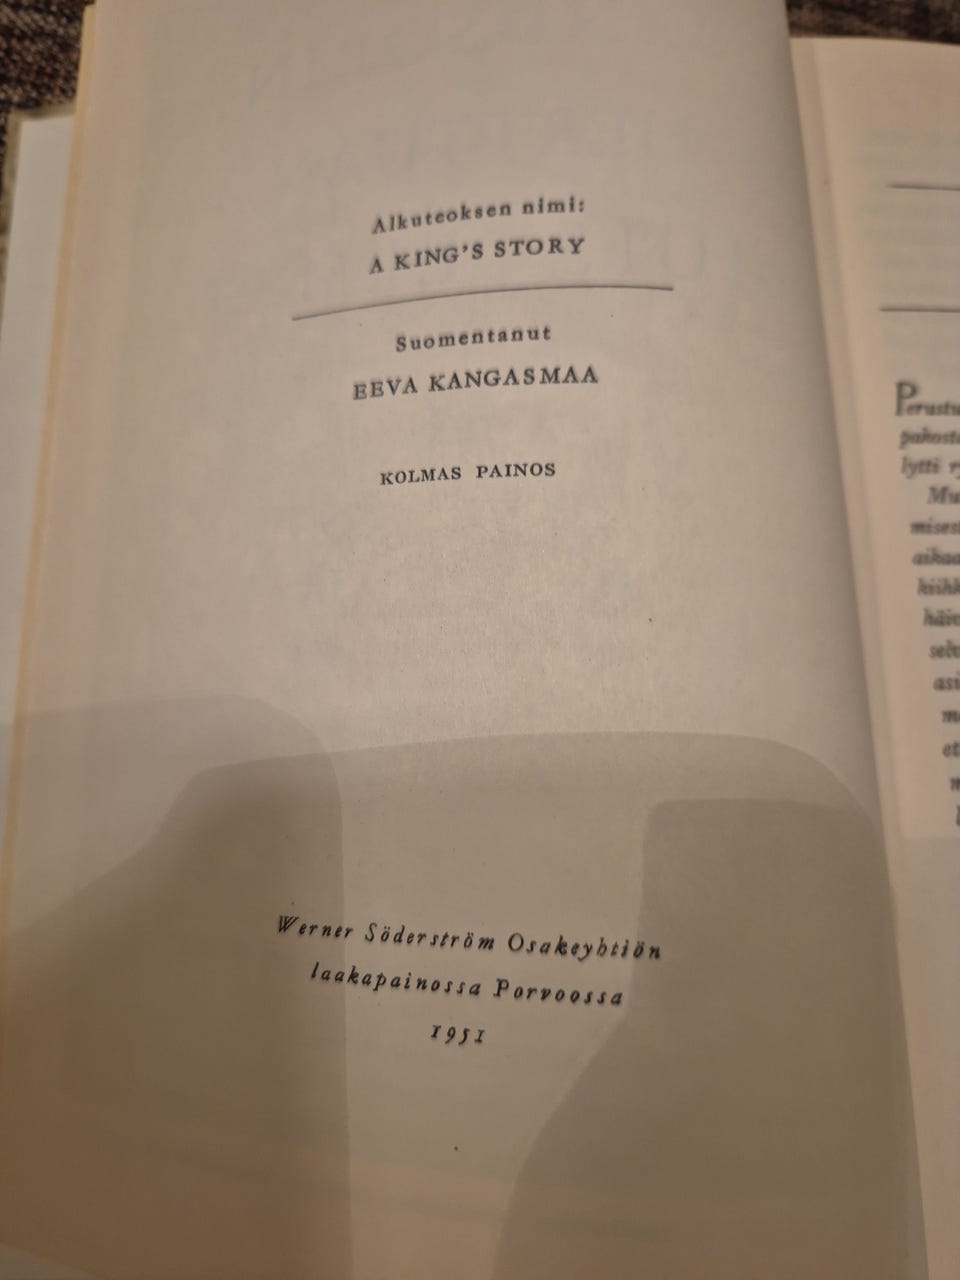 Alkuteoksen nimi:
A KING'S STORY
Suomentanut
EEVA KANGASMAA
KOLMAS PAINOS
Werner Söderström Osakeyhtiön
laakapainossa Porvoossa
1951